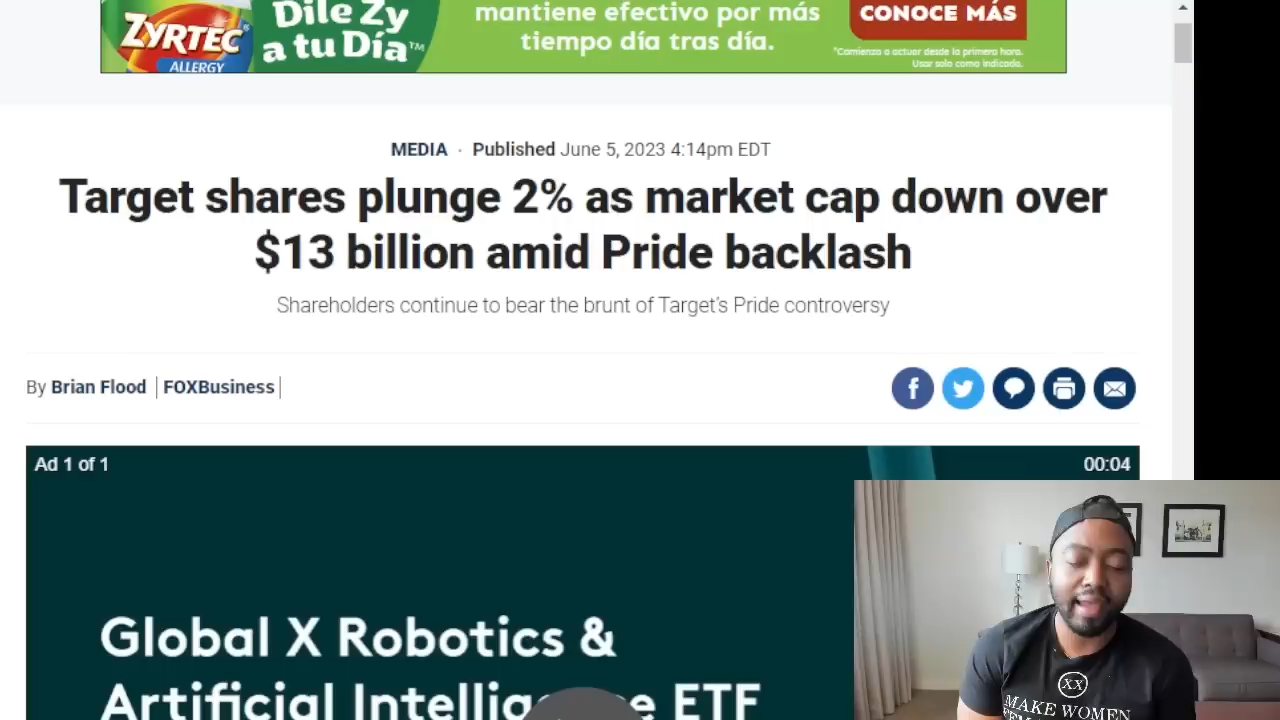 ZYRTEC®
ALLERGY
Dile Zy
a tu Día™
mantiene efectivo por más
tiempo día tras día.
CONOCE MÁS
*Comienza a actuar desde la primera hora.
Usar solo como indicado.
MEDIA · Published June 5, 2023 4:14pm EDT
Target shares plunge 2% as market cap down over
$13 billion amid Pride backlash
Shareholders continue to bear the brunt of Target's Pride controversy
By Brian Flood | FOXBusiness |
Ad 1 of 1
00:04
Global X Robotics &
Artificial ETF
XX
MAKE WOMEN